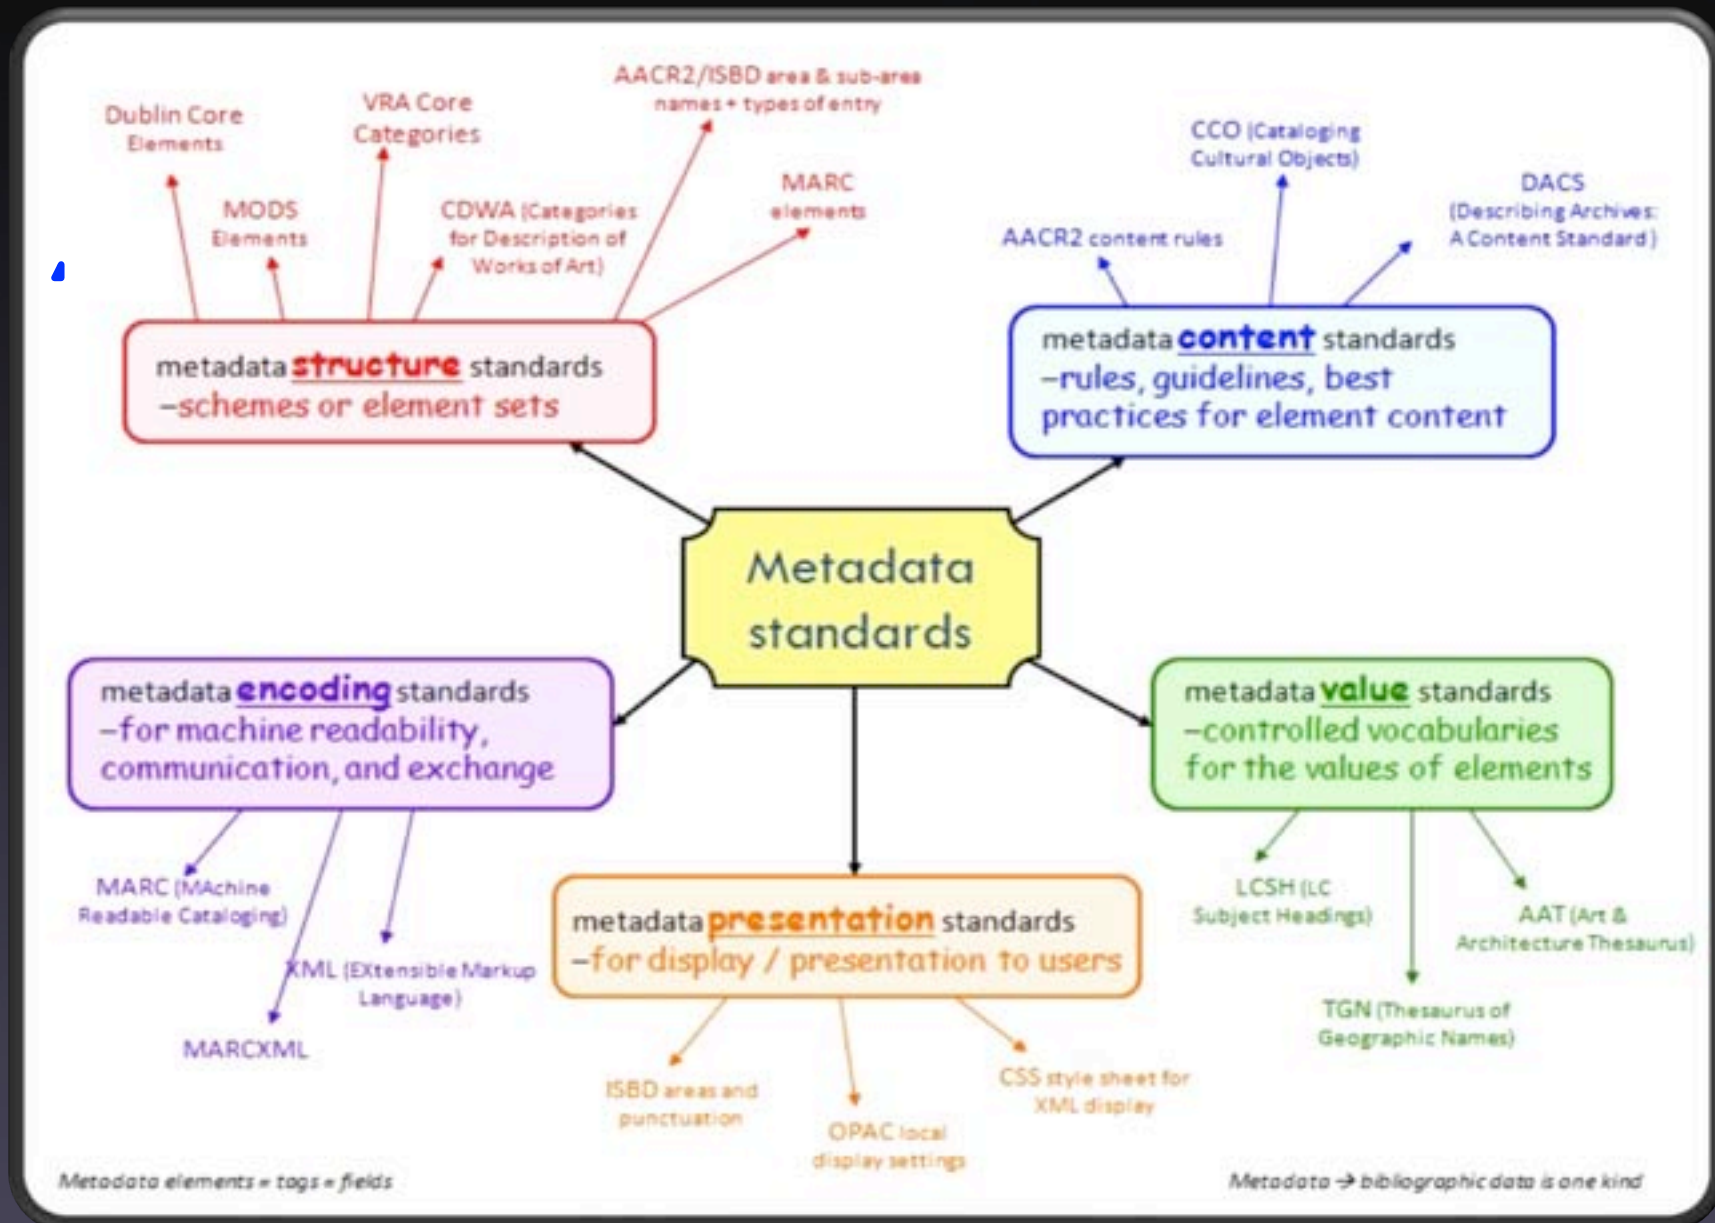 Dublin Core
Elements
VRA Core
Categories
AACR2/ISBD area & sub-area
names + types of entry
MODS
Elements
CDWA (Categories
for Description of
Works of Art)
MARC
elements
metadata structure standards
–schemes or element sets
CCO (Cataloging
Cultural Objects)
DACS
(Describing Archives:
A Content Standard)
AACR2 content rules
metadata content standards
–rules, guidelines, best
practices for element content
Metadata
standards
metadata encoding standards
–for machine readability,
communication, and exchange
MARC (MAchine
Readable Cataloging)
XML (EXtensible Markup
Language)
MARCXML
metadata presentation standards
–for display / presentation to users
ISBD areas and
punctuation
OPAC local
display settings
CSS style sheet for
XML display
metadata value standards
–controlled vocabularies
for the values of elements
LCSH (LC
Subject Headings)
AAT (Art &
Architecture Thesaurus)
TGN (Thesaurus of
Geographic Names)
Metadata elements = tags = fields
Metadata → bibliographic data is one kind